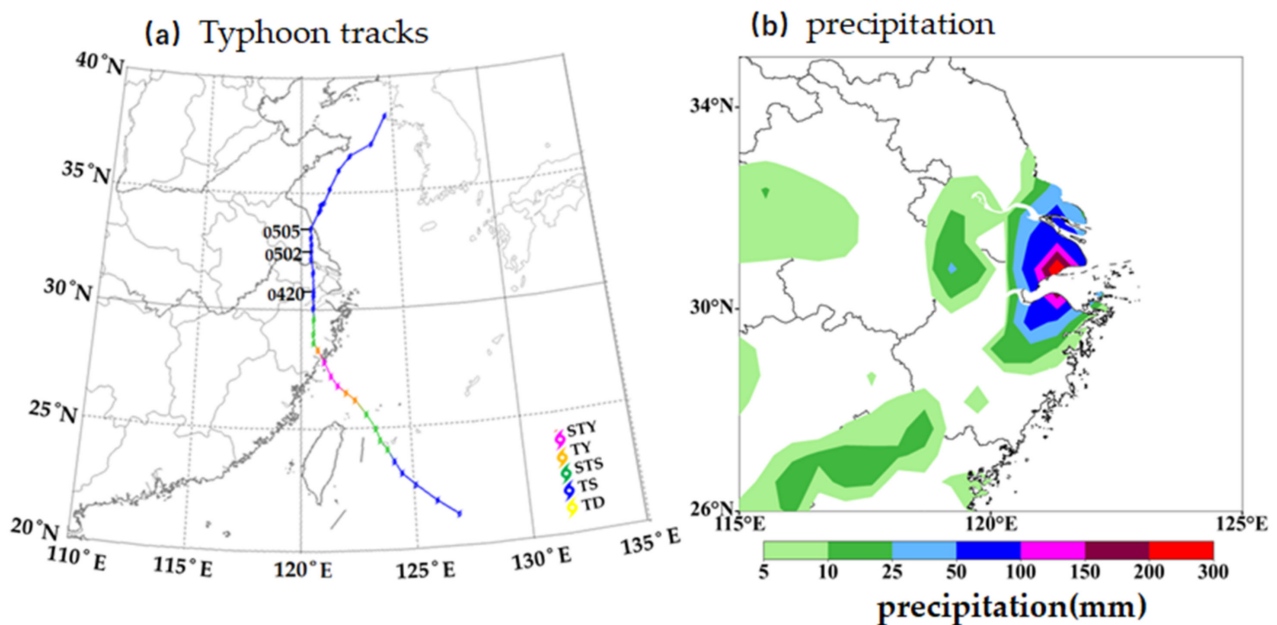 (a) Typhoon tracks
40°N
35°N
30°N
25°N
20°N
0505
0502
0420
STY
TY
STS
TS
TD
110°E
115°E
120°E
125°E
130°E
135°E
(b) precipitation
34°N
30°N
26°N
115°E
120°E
125°E
5 10 25 50 100 150 200 300
precipitation(mm)